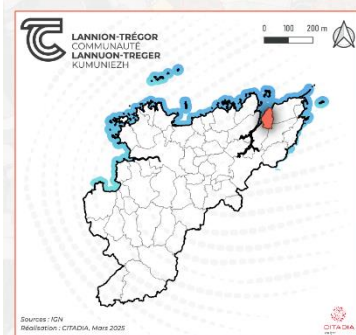 LANNION-TRÉGOR
COMMUNAUTÉ
LANNUON-TREGER
KUMUNIEZH
0 100 200 m
Sources : IGN
Réalisation : CITADIA, Mars 2025
CITADIA